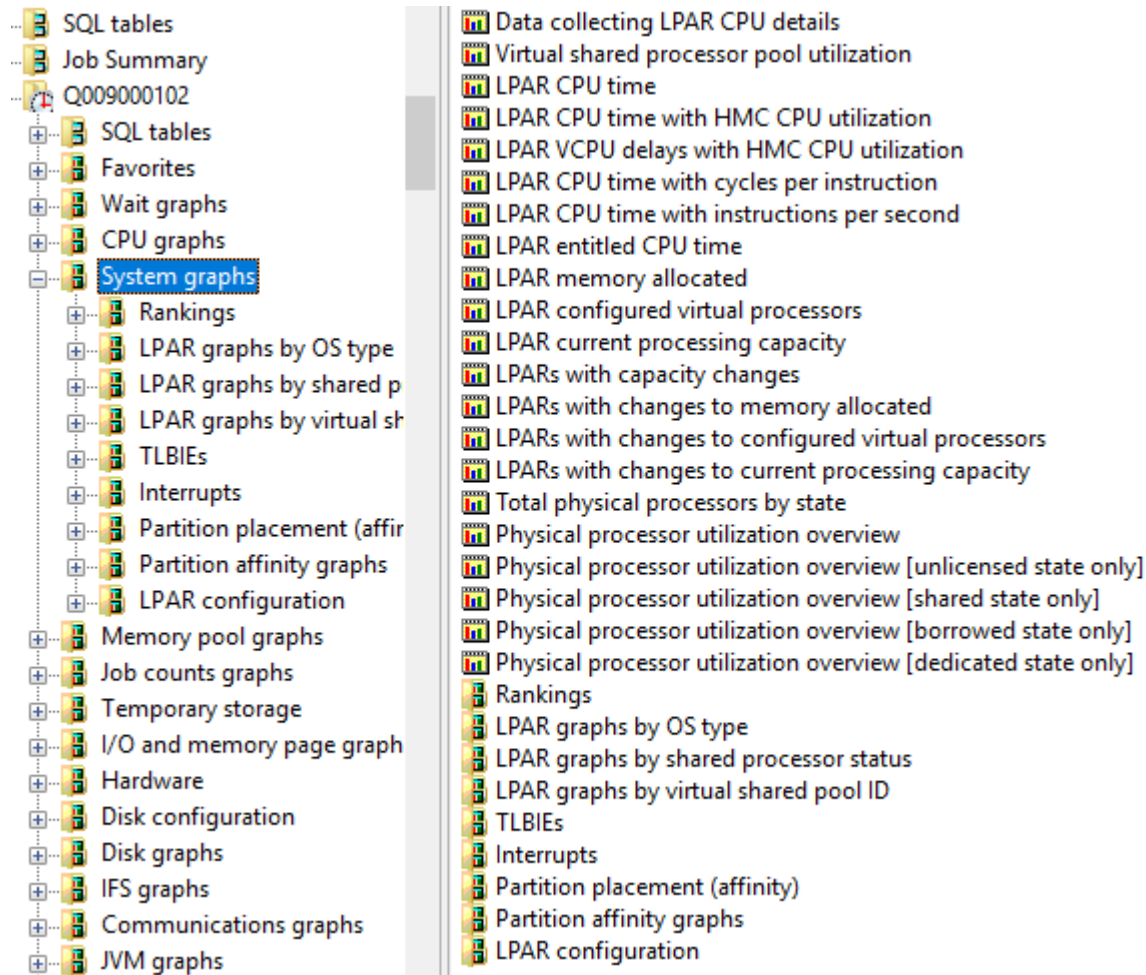 SQL tables
Job Summary
Q009000102
SQL tables
Favorites
Wait graphs
CPU graphs
System graphs
Rankings
LPAR graphs by OS type
LPAR graphs by shared p
LPAR graphs by virtual sh
TLBIEs
Interrupts
Partition placement (affir
Partition affinity graphs
LPAR configuration
Memory pool graphs
Job counts graphs
Temporary storage
I/O and memory page graph
Hardware
Disk configuration
Disk graphs
IFS graphs
Communications graphs
JVM graphs
Data collecting LPAR CPU details
Virtual shared processor pool utilization
LPAR CPU time
LPAR CPU time with HMC CPU utilization
LPAR VCPU delays with HMC CPU utilization
LPAR CPU time with cycles per instruction
LPAR CPU time with instructions per second
LPAR entitled CPU time
LPAR memory allocated
LPAR configured virtual processors
LPAR current processing capacity
LPARs with capacity changes
LPARs with changes to memory allocated
LPARs with changes to configured virtual processors
LPARs with changes to current processing capacity
Total physical processors by state
Physical processor utilization overview
Physical processor utilization overview [unlicensed state only]
Physical processor utilization overview [shared state only]
Physical processor utilization overview [borrowed state only]
Physical processor utilization overview [dedicated state only]
Rankings
LPAR graphs by OS type
LPAR graphs by shared processor status
LPAR graphs by virtual shared pool ID
TLBIEs
Interrupts
Partition placement (affinity)
Partition affinity graphs
LPAR configuration